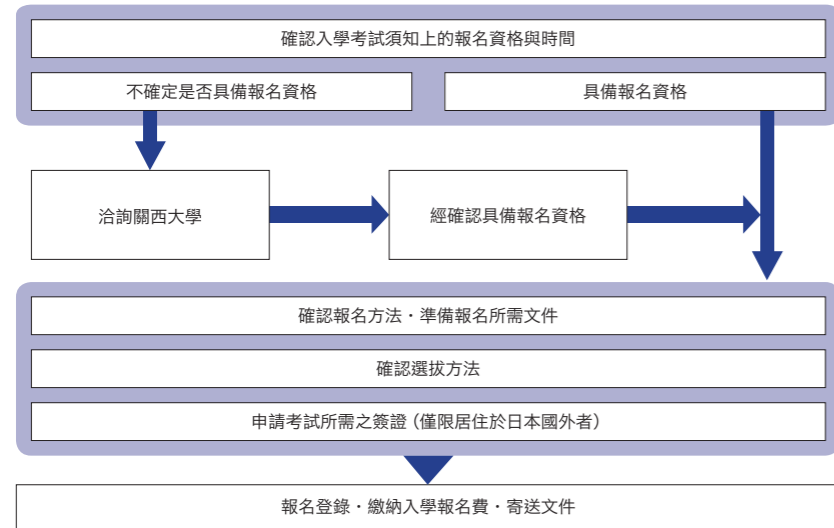 確認入學考試須知上的報名資格與時間
不確定是否具備報名資格
具備報名資格
洽詢關西大學
經確認具備報名資格
確認報名方法・準備報名所需文件
確認選拔方法
申請考試所需之簽證（僅限居住於日本國外者）
報名登錄・繳納入學報名費・寄送文件